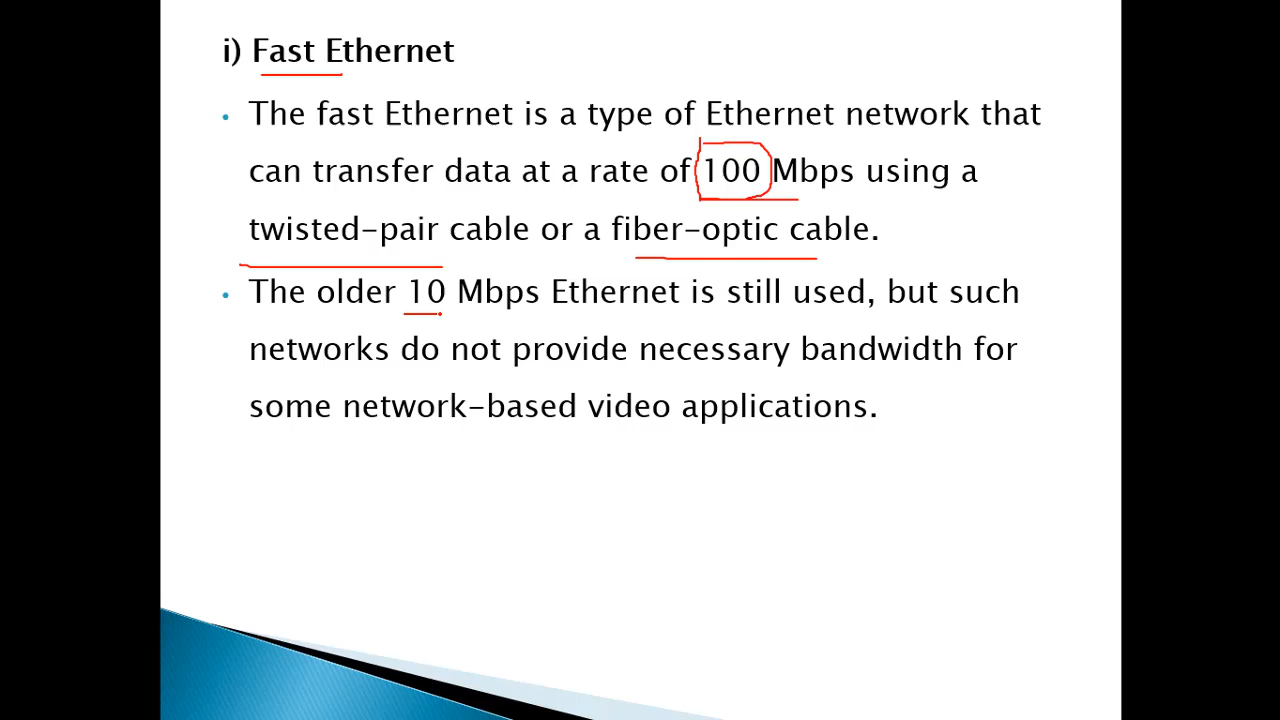 i) Fast Ethernet
• The fast Ethernet is a type of Ethernet network that
can transfer data at a rate of 100 Mbps using a
twisted-pair cable or a fiber-optic cable.
• The older 10 Mbps Ethernet is still used, but such
networks do not provide necessary bandwidth for
some network-based video applications.